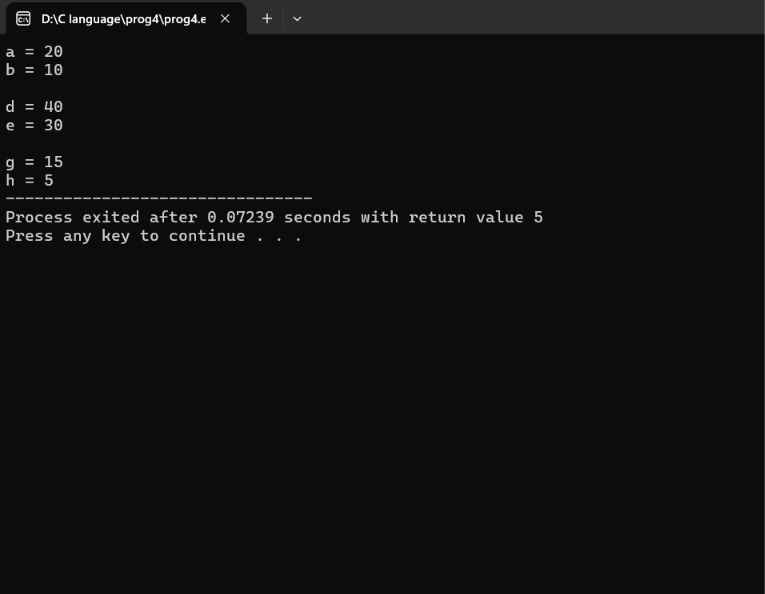 D:\C language\prog4\prog4.e
a = 20
b = 10
d = 40
e = 30
g = 15
h = 5
--------------------------------
Process exited after 0.07239 seconds with return value 5
Press any key to continue . . .